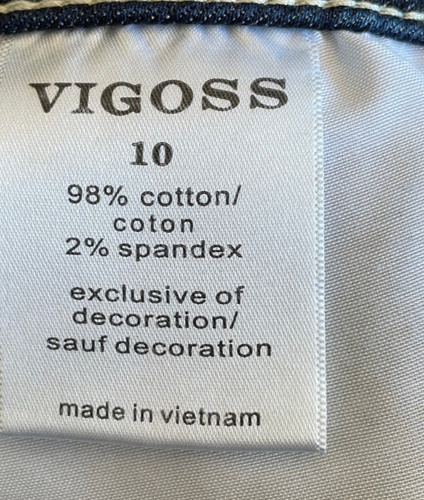 VIGOSS
10
98% cotton/
coton
2% spandex
exclusive of
decoration/
sauf decoration
made in vietnam